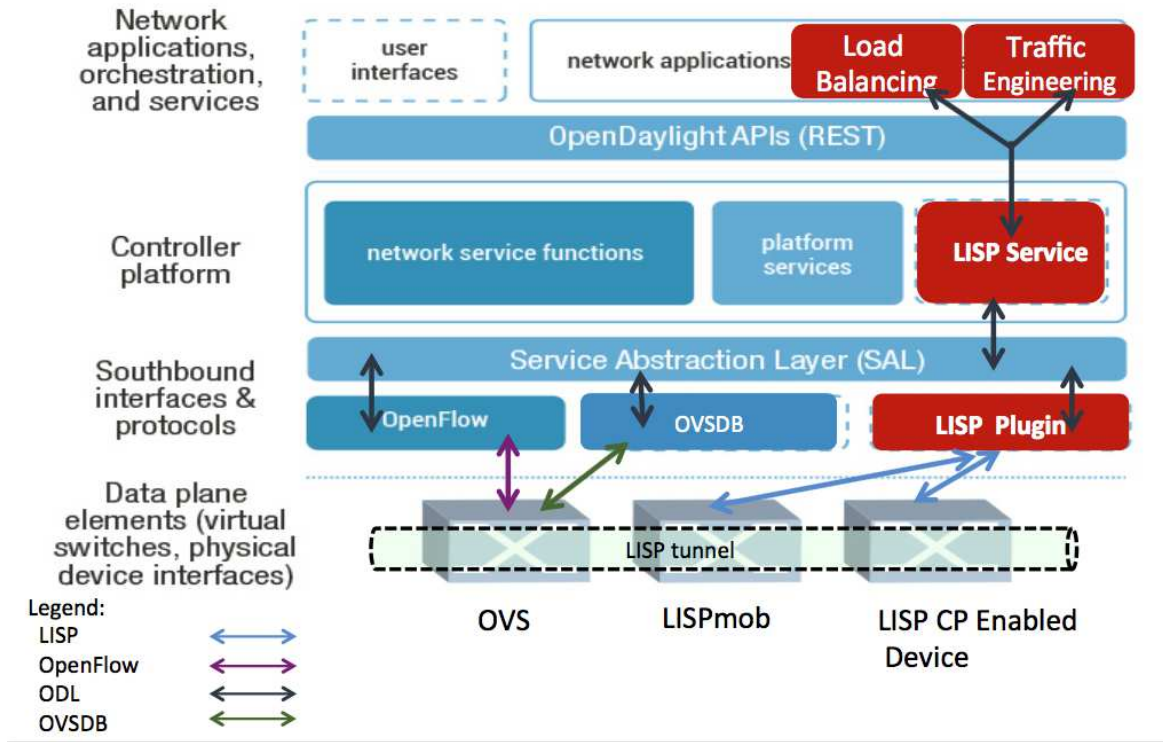 Network
applications,
orchestration,
and services
user
interfaces
network applications
Load
Balancing
Traffic
Engineering
OpenDaylight APIs (REST)
Controller
platform
network service functions
platform
services
LISP Service
Southbound
interfaces &
protocols
Service Abstraction Layer (SAL)
OpenFlow
OVSDB
LISP Plugin
Data plane
elements (virtual
switches, physical
device interfaces)
LISP tunnel
OVS
LISPmob
LISP CP Enabled
Device
Legend:
LISP
OpenFlow
ODL
OVSDB